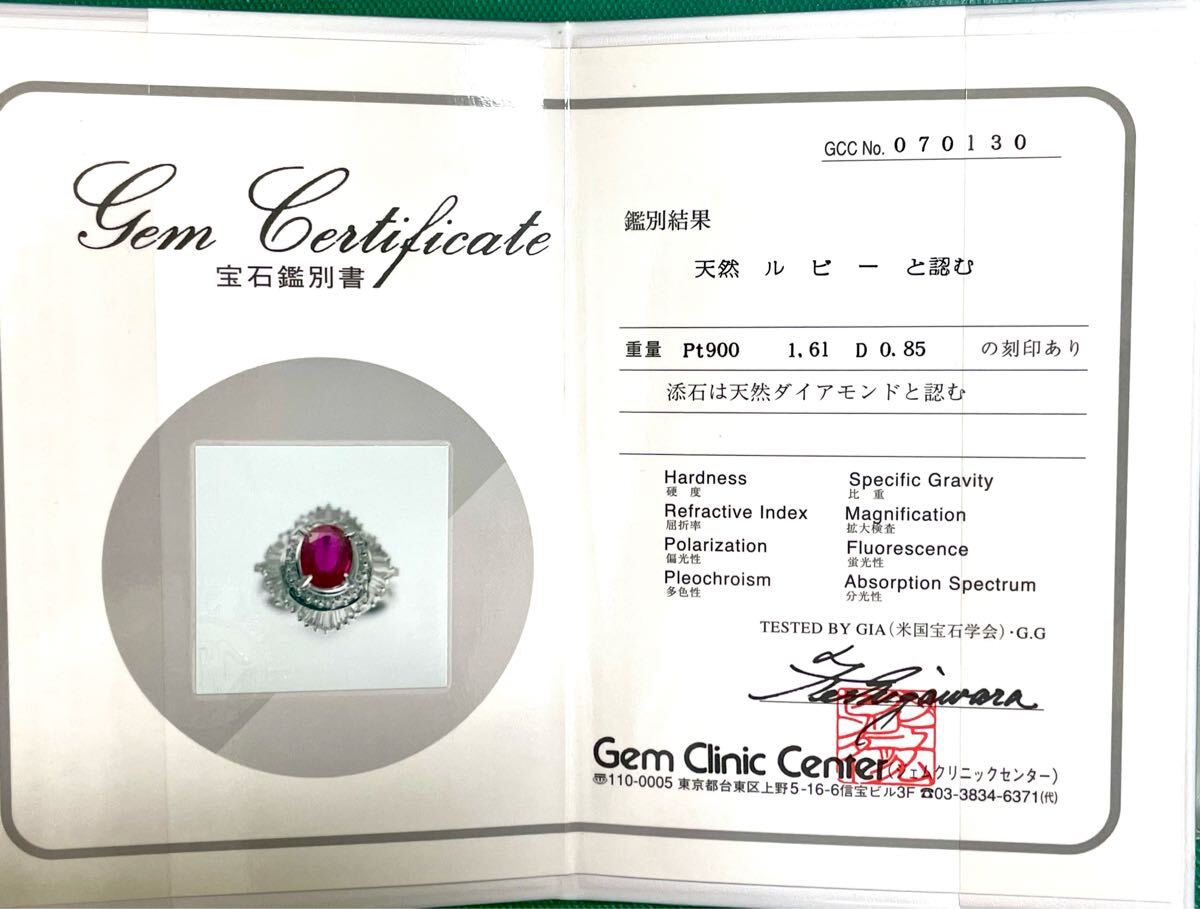 Gem Certificate
宝石鑑別書
GCC No. 070130
鑑別結果
天然 ル ビ ー と認む
重量 Pt900 1.61 D 0.85 の刻印あり
添石は天然ダイアモンドと認む
Hardness
硬度
Specific Gravity
比重
Refractive Index
屈折率
Magnification
拡大検査
Polarization
偏光性
Fluorescence
蛍光性
Pleochroism
多色性
Absorption Spectrum
分光性
TESTED BY GIA(米国宝石学会)・G.G
Gem Clinic Center(ジェムクリニックセンター)
〠110-0005 東京都台東区上野5-16-6信宝ビル3F ☎03-3834-6371(代)